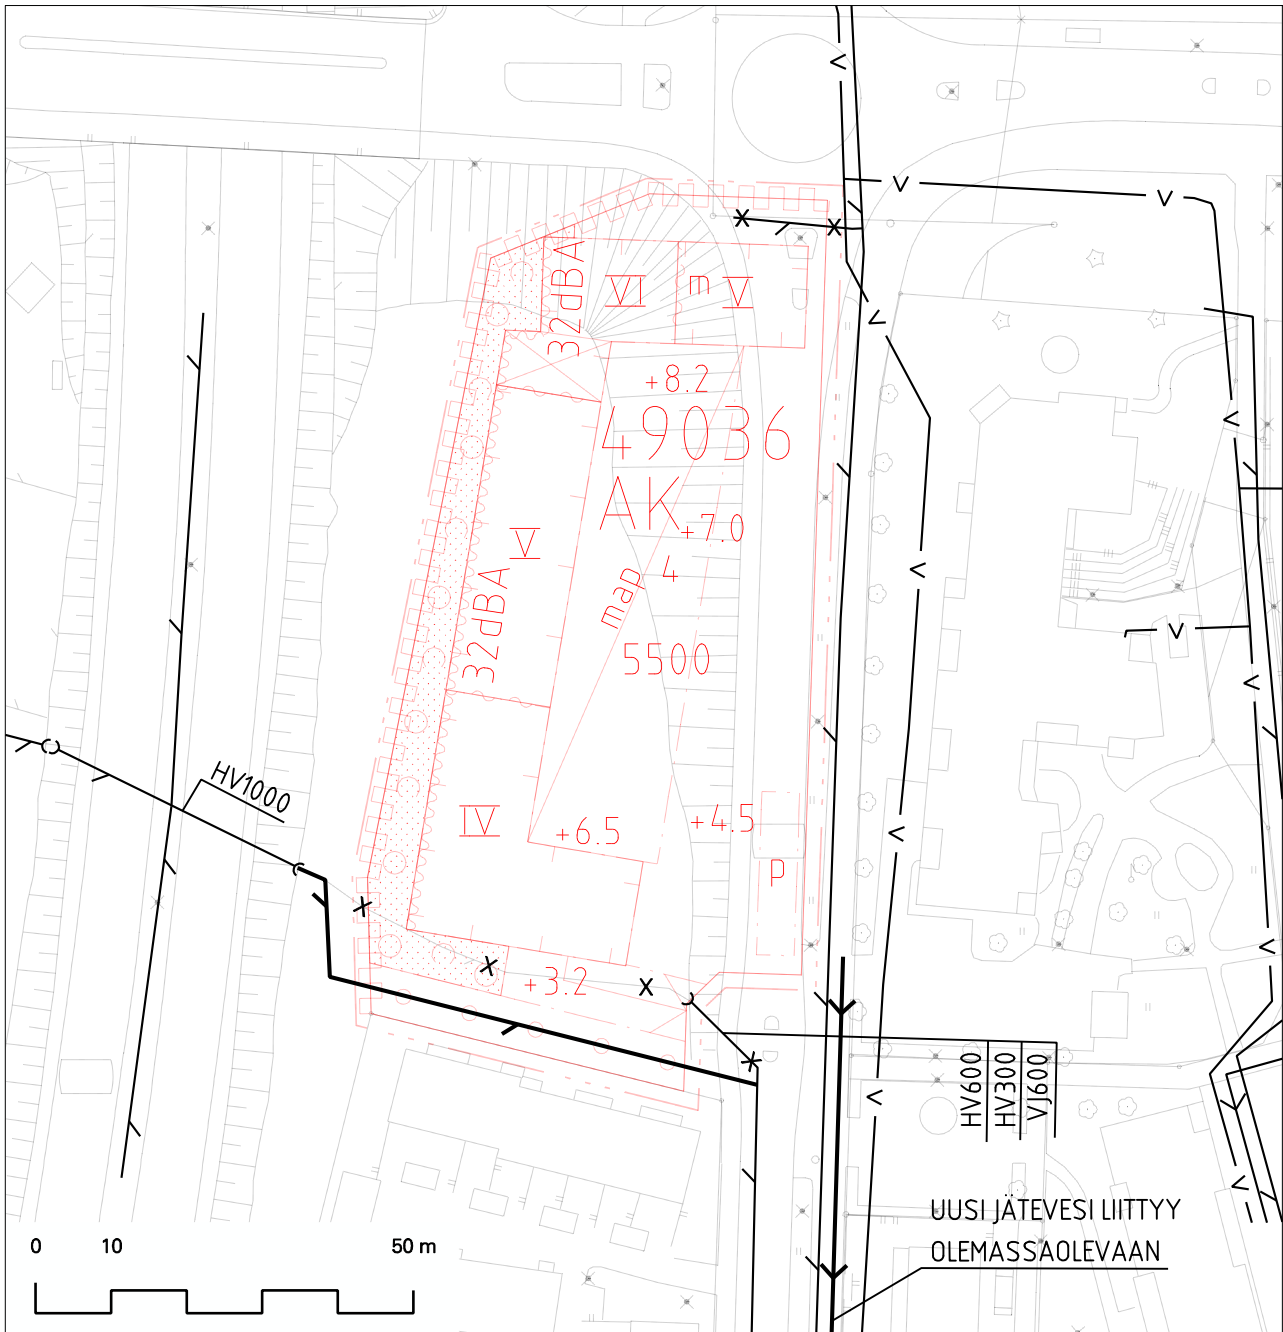 32dBA
VI
m
V
+8.2
49036
AK
+7.0
4
map
V
32dBA
5500
HV1000
IV
+6.5
+4.5
p
+3.2
HV600
HV300
VJ600
UUSI JÄTEVESI LIITTYY
OLEMASSAOLEVAAN
0 10 50 m